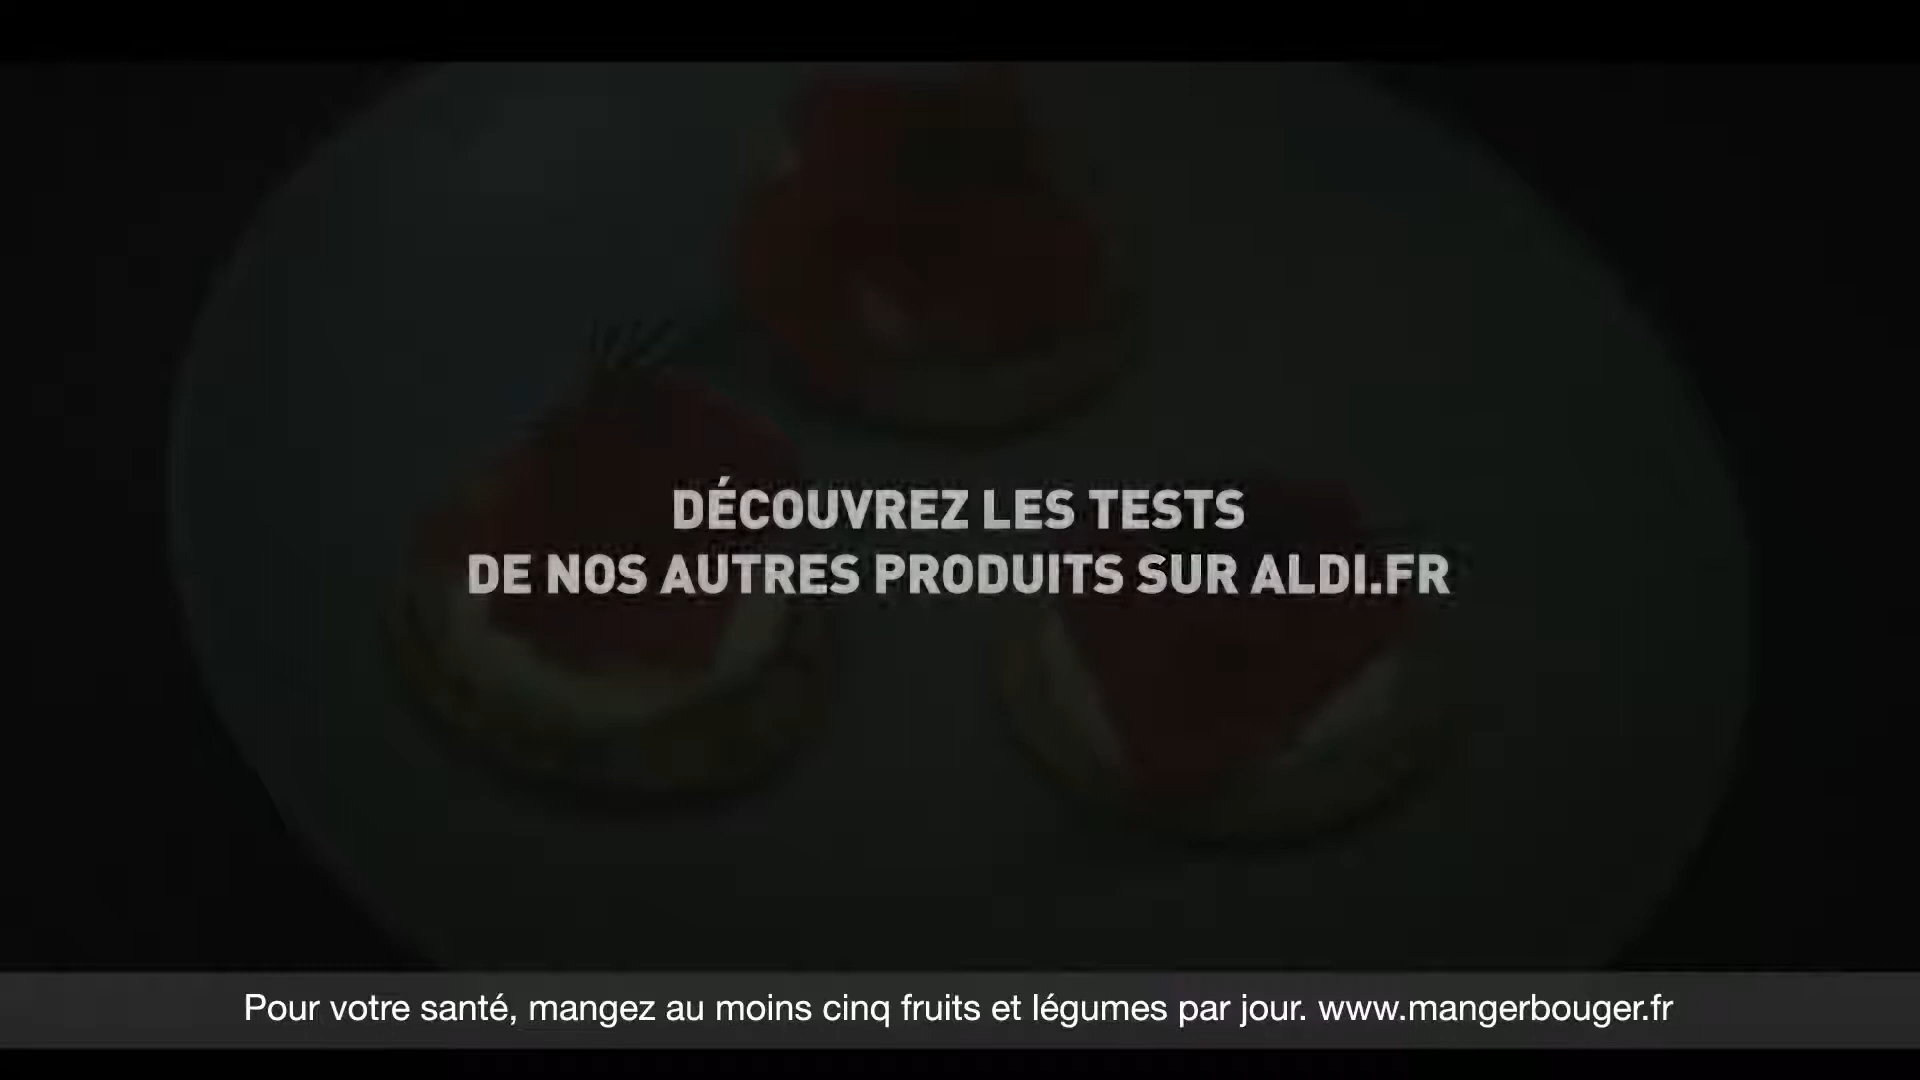 DÉCOUVREZ LES TESTS
DE NOS AUTRES PRODUITS SUR ALDI.FR
Pour votre santé, mangez au moins cinq fruits et légumes par jour. www.mangerbouger.fr